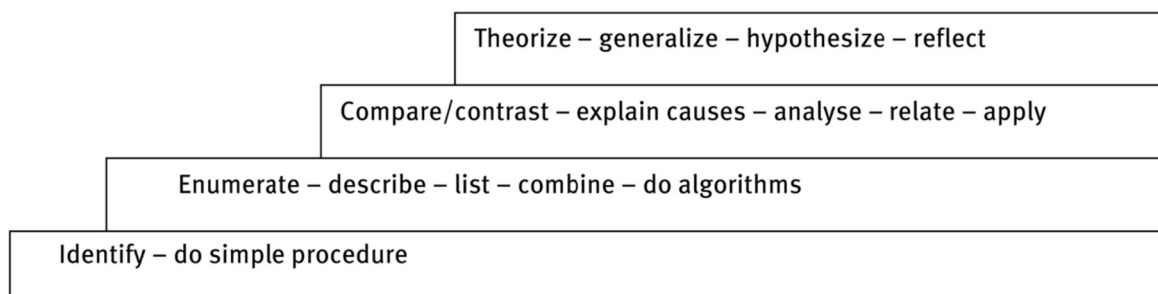 Theorize – generalize – hypothesize – reflect
Compare/contrast – explain causes – analyse – relate – apply
Enumerate – describe – list – combine – do algorithms
Identify – do simple procedure